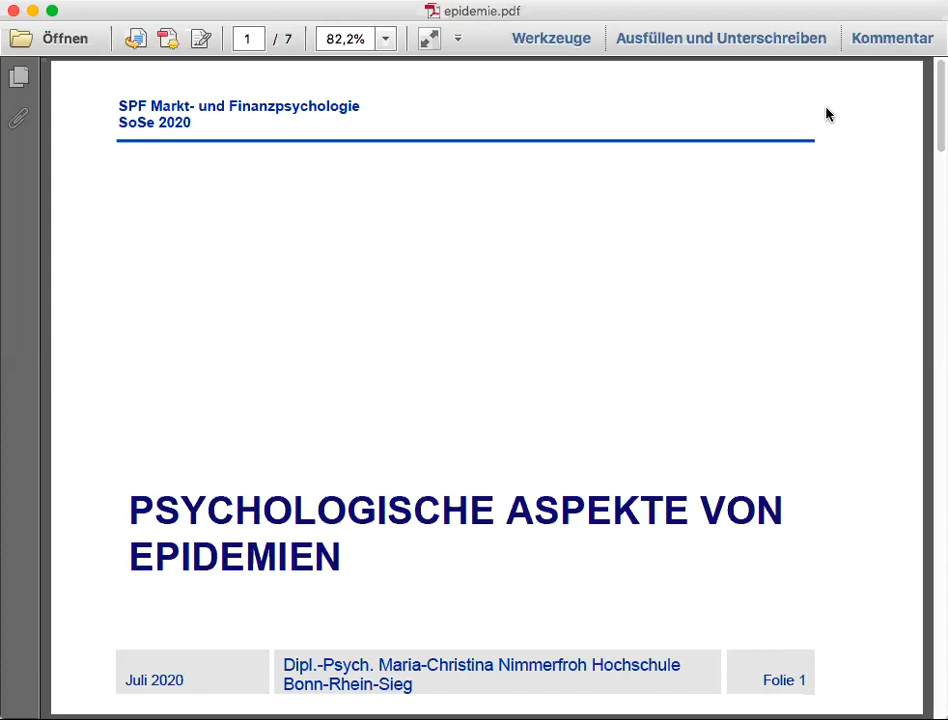 epidemie.pdf
Öffnen 1 / 7 82,2% Werkzeuge Ausfüllen und Unterschreiben Kommentar
SPF Markt- und Finanzpsychologie
SoSe 2020
PSYCHOLOGISCHE ASPEKTE VON
EPIDEMIEN
Juli 2020
Dipl.-Psych. Maria-Christina Nimmerfroh Hochschule
Bonn-Rhein-Sieg
Folie 1